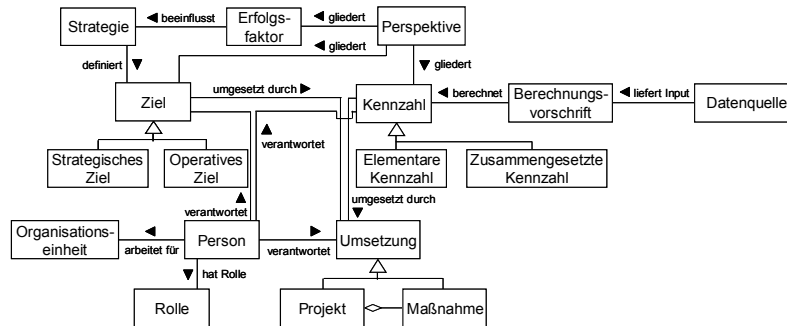 Strategie
beeinflusst
Erfolgs-
faktor
gliedert
Perspektive
gliedert
definiert
gliedert
Ziel
umgesetzt durch
Kennzahl
berechnet
Berechnungs-
vorschrift
liefert Input
Datenquelle
verantwortet
Strategisches
Ziel
Operatives
Ziel
Elementare
Kennzahl
Zusammengesetzte
Kennzahl
umgesetzt durch
verantwortet
Organisations-
einheit
arbeitet für
Person
verantwortet
Umsetzung
hat Rolle
Rolle
Projekt
Maßnahme